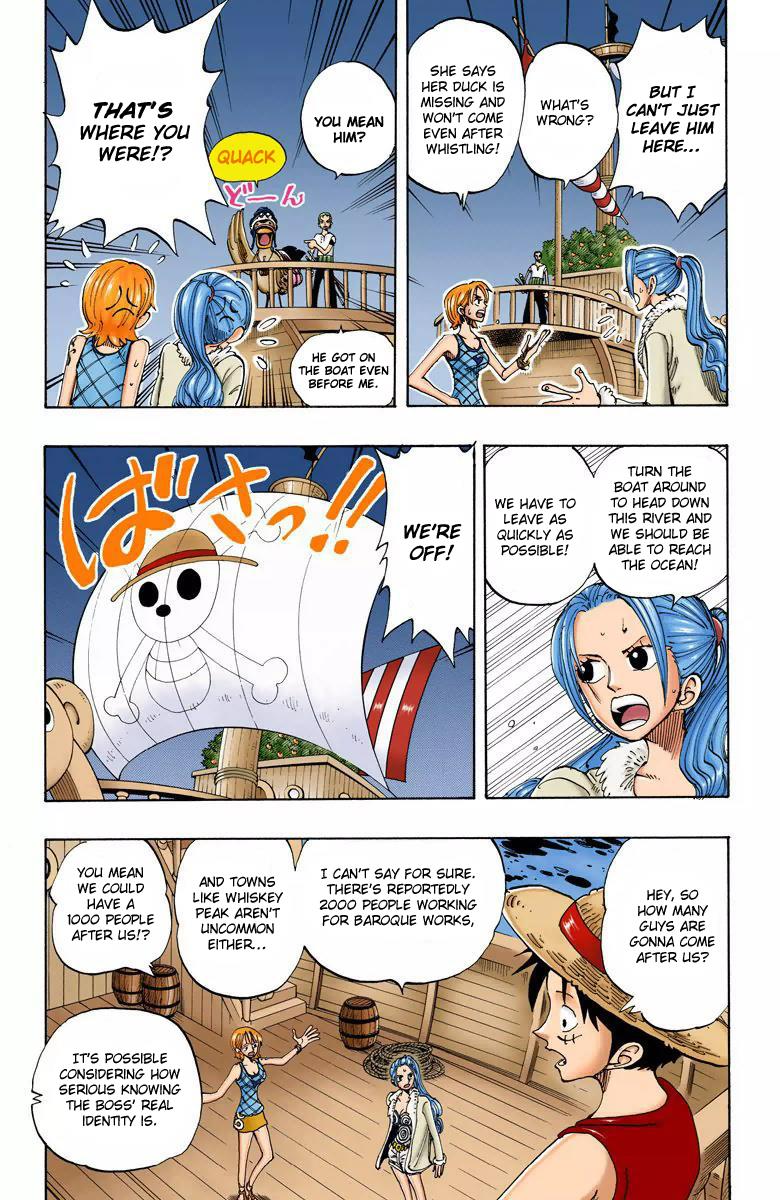 BUT I
CAN'T JUST
LEAVE HIM
HERE...
WHAT'S
WRONG?
SHE SAYS
HER DUCK IS
MISSING AND
WON'T COME
EVEN AFTER
WHISTLING!
YOU MEAN
HIM?
QUACK
どーん
THAT'S
WHERE YOU
WERE!?
HE GOT ON
THE BOAT EVEN
BEFORE ME.
TURN THE
BOAT AROUND
TO HEAD DOWN
THIS RIVER AND
WE SHOULD BE
ABLE TO REACH
THE OCEAN!
WE HAVE TO
LEAVE AS
QUICKLY AS
POSSIBLE!
WE'RE
OFF!
ばさっ!!
HEY, SO
HOW MANY
GUYS ARE
GONNA COME
AFTER US?
I CAN'T SAY FOR SURE.
THERE'S REPORTEDLY
2000 PEOPLE WORKING
FOR BAROQUE WORKS,
AND TOWNS
LIKE WHISKEY
PEAK AREN'T
UNCOMMON
EITHER...
YOU MEAN
WE COULD
HAVE A
1000 PEOPLE
AFTER US!?
IT'S POSSIBLE
CONSIDERING HOW
SERIOUS KNOWING
THE BOSS' REAL
IDENTITY IS.